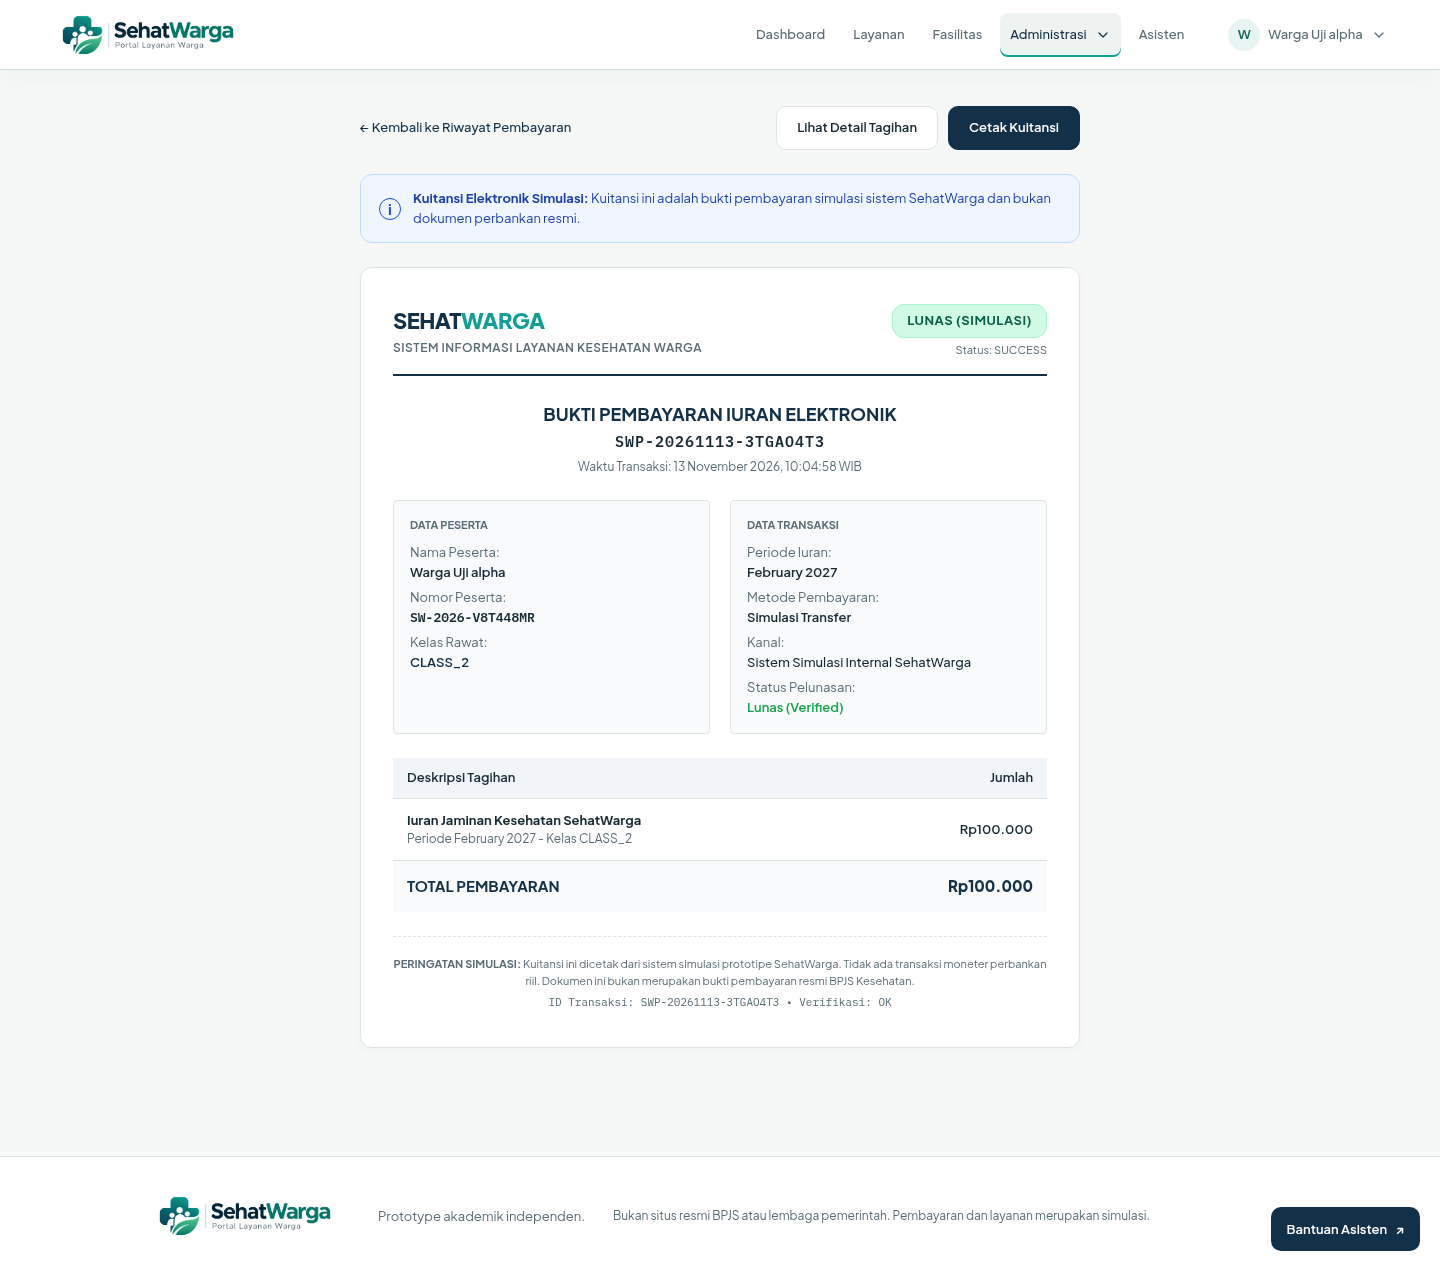 SehatWarga
Portal Layanan Warga
Dashboard
Layanan
Fasilitas
Administrasi
Asisten
W
Warga Uji alpha
← Kembali ke Riwayat Pembayaran
Lihat Detail Tagihan
Cetak Kuitansi
Kuitansi Elektronik Simulasi: Kuitansi ini adalah bukti pembayaran simulasi sistem SehatWarga dan bukan
dokumen perbankan resmi.
SEHATWARGA
SISTEM INFORMASI LAYANAN KESEHATAN WARGA
LUNAS (SIMULASI)
Status: SUCCESS
BUKTI PEMBAYARAN IURAN ELEKTRONIK
SWP-20261113-3TGAO4T3
Waktu Transaksi: 13 November 2026, 10:04:58 WIB
DATA PESERTA
Nama Peserta:
Warga Uji alpha
Nomor Peserta:
SW-2026-V8T448MR
Kelas Rawat:
CLASS_2
DATA TRANSAKSI
Periode Iuran:
February 2027
Metode Pembayaran:
Simulasi Transfer
Kanal:
Sistem Simulasi Internal SehatWarga
Status Pelunasan:
Lunas (Verified)
Deskripsi Tagihan
Jumlah
Iuran Jaminan Kesehatan SehatWarga
Periode February 2027 - Kelas CLASS_2
Rp100.000
TOTAL PEMBAYARAN
Rp100.000
PERINGATAN SIMULASI: Kuitansi ini dicetak dari sistem simulasi prototipe SehatWarga. Tidak ada transaksi moneter perbankan
riil. Dokumen ini bukan merupakan bukti pembayaran resmi BPJS Kesehatan.
ID Transaksi: SWP-20261113-3TGAO4T3 • Verifikasi: OK
SehatWarga
Portal Layanan Warga
Prototype akademik independen.
Bukan situs resmi BPJS atau lembaga pemerintah. Pembayaran dan layanan merupakan simulasi.
Bantuan Asisten ↗